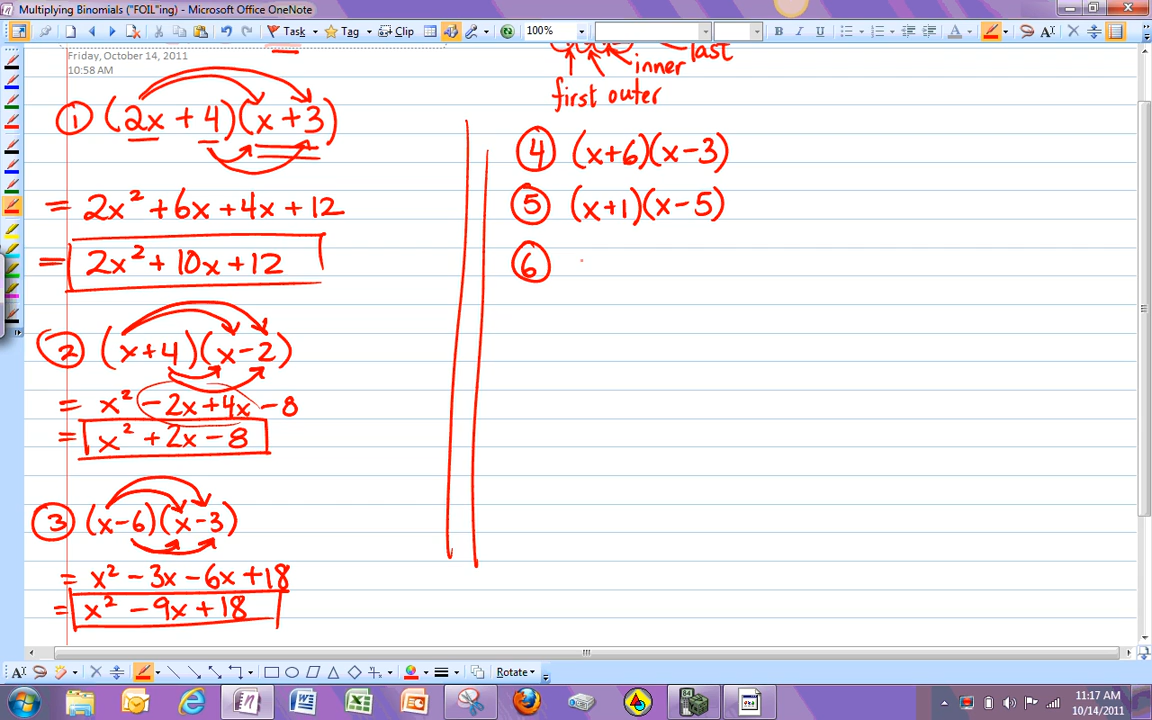 Multiplying Binomials ("FOIL"ing) - Microsoft Office OneNote
Task
Tag
Clip
100%
Friday, October 14, 2011
10:58 AM
① (2x + 4)(x + 3)
= 2x² + 6x + 4x + 12
= 2x² + 10x + 12
② (x + 4)(x - 2)
= x² - 2x + 4x - 8
= x² + 2x - 8
③ (x - 6)(x - 3)
= x² - 3x - 6x + 18
= x² - 9x + 18
last
inner
first outer
④ (x+6)(x-3)
⑤ (x+1)(x-5)
⑥
Rotate
11:17 AM
10/14/2011